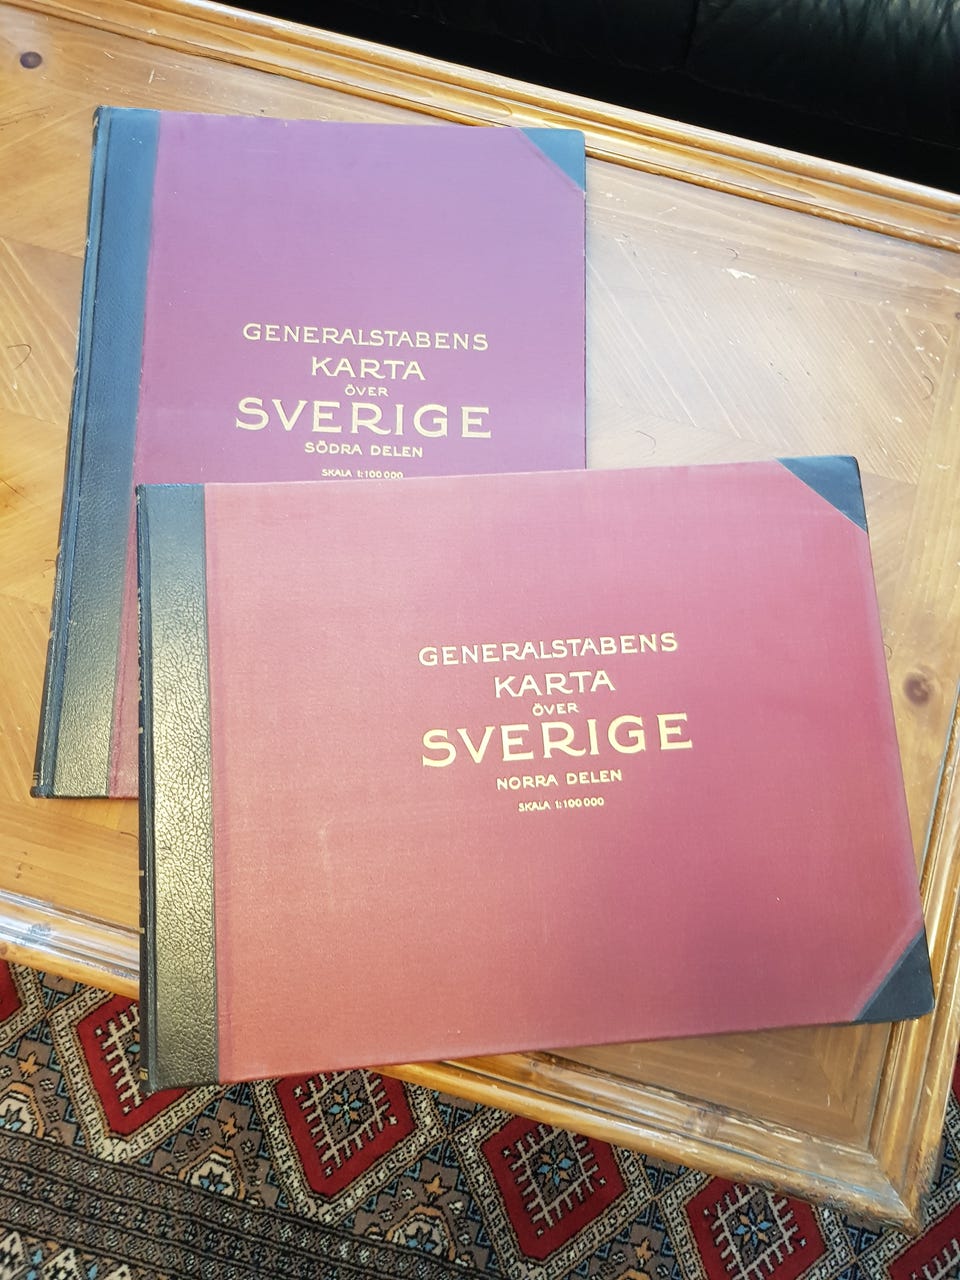 GENERALSTABENS
KARTA
ÖVER
SVERIGE
SÖDRA DELEN
SKALA 1:100 000
GENERALSTABENS
KARTA
ÖVER
SVERIGE
NORRA DELEN
SKALA 1:100 000